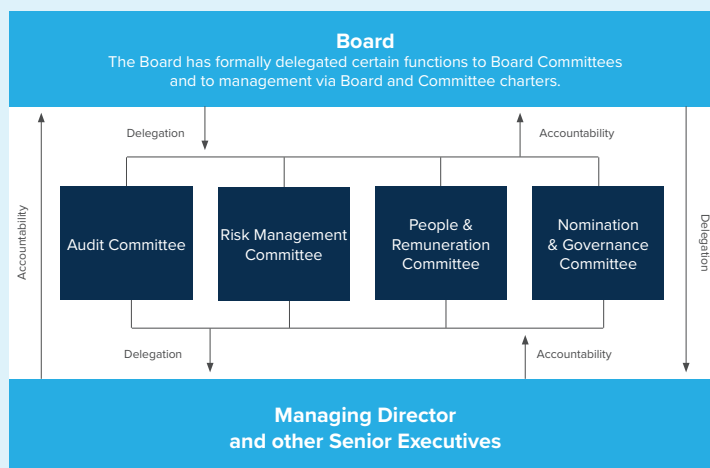 Board
The Board has formally delegated certain functions to Board Committees
and to management via Board and Committee charters.
Delegation
Accountability
Accountability
Audit Committee
Risk Management
Committee
People &
Remuneration
Committee
Nomination
& Governance
Committee
Delegation
Delegation
Accountability
Managing Director
and other Senior Executives